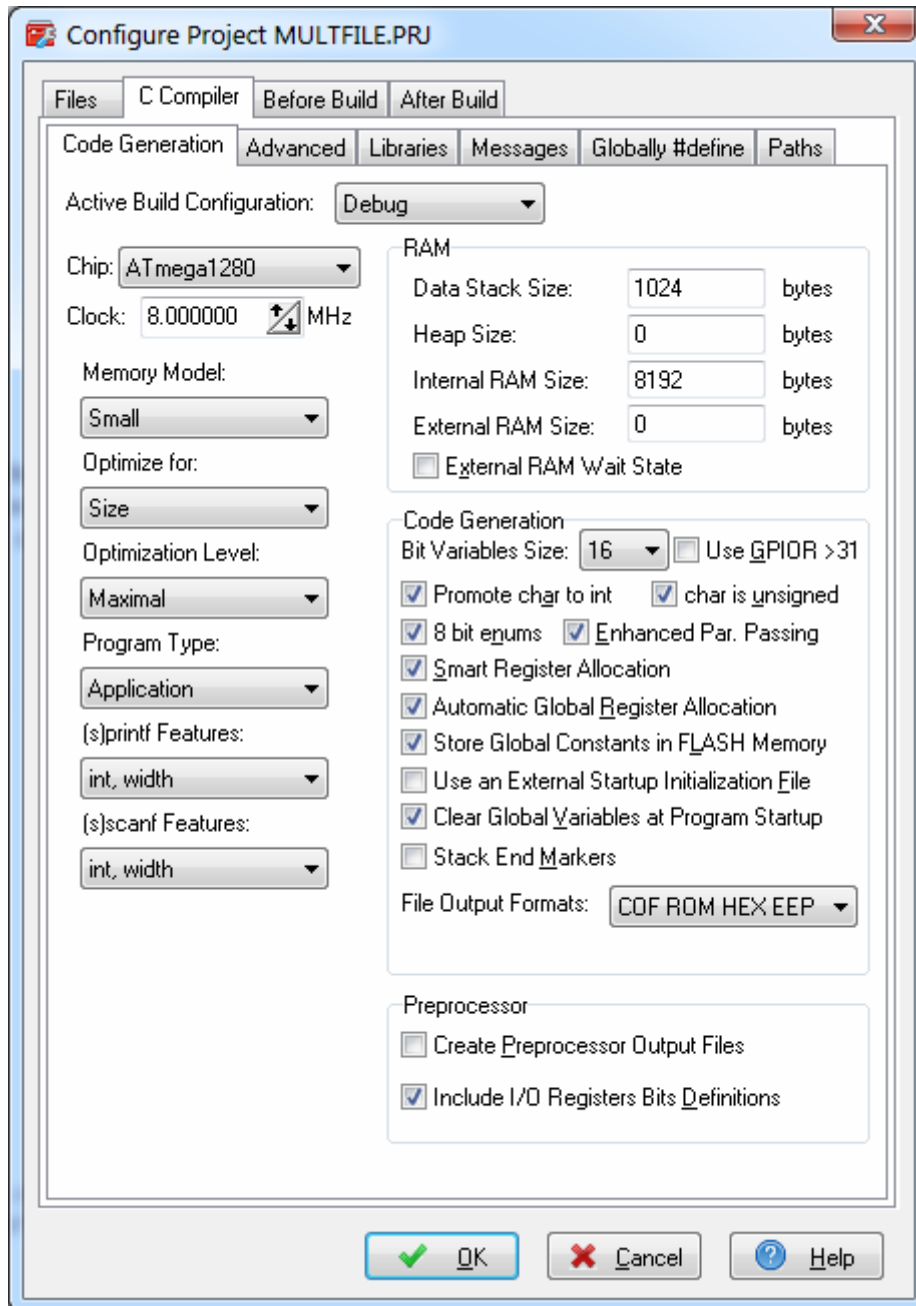 Configure Project MULTFILE.PRJ
Files C Compiler Before Build After Build
Code Generation Advanced Libraries Messages Globally #define Paths
Active Build Configuration: Debug
Chip: ATmega1280
Clock: 8.000000 MHz
Memory Model:
Small
Optimize for:
Size
Optimization Level:
Maximal
Program Type:
Application
(s)printf Features:
int, width
(s)scanf Features:
int, width
RAM
Data Stack Size: 1024 bytes
Heap Size: 0 bytes
Internal RAM Size: 8192 bytes
External RAM Size: 0 bytes
External RAM Wait State
Code Generation
Bit Variables Size: 16 Use GPIOR >31
Promote char to int char is unsigned
8 bit enums Enhanced Par. Passing
Smart Register Allocation
Automatic Global Register Allocation
Store Global Constants in FLASH Memory
Use an External Startup Initialization File
Clear Global Variables at Program Startup
Stack End Markers
File Output Formats: COF ROM HEX EEP
Preprocessor
Create Preprocessor Output Files
Include I/O Registers Bits Definitions
OK Cancel Help